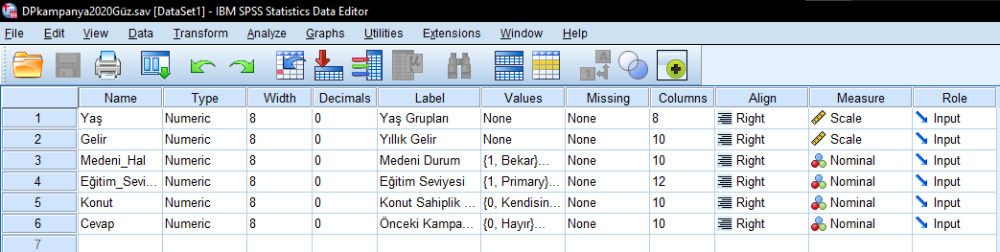 DPkampanya2020Güz.sav [DataSet1] - IBM SPSS Statistics Data Editor
File Edit View Data Transform Analyze Graphs Utilities Extensions Window Help
Name Type Width Decimals Label Values Missing Columns Align Measure Role
1 Yaş Numeric 8 0 Yaş Grupları None None 8 Right Scale Input
2 Gelir Numeric 8 0 Yıllık Gelir None None 10 Right Scale Input
3 Medeni_Hal Numeric 8 0 Medeni Durum {1, Bekar}... None 10 Right Nominal Input
4 Eğitim_Sevi... Numeric 8 0 Eğitim Seviyesi {1, Primary}... None 12 Right Nominal Input
5 Konut Numeric 8 0 Konut Sahiplik ... {0, Kendisin... None 10 Right Nominal Input
6 Cevap Numeric 8 0 Önceki Kampa... {0, Hayır}... None 10 Right Nominal Input
7